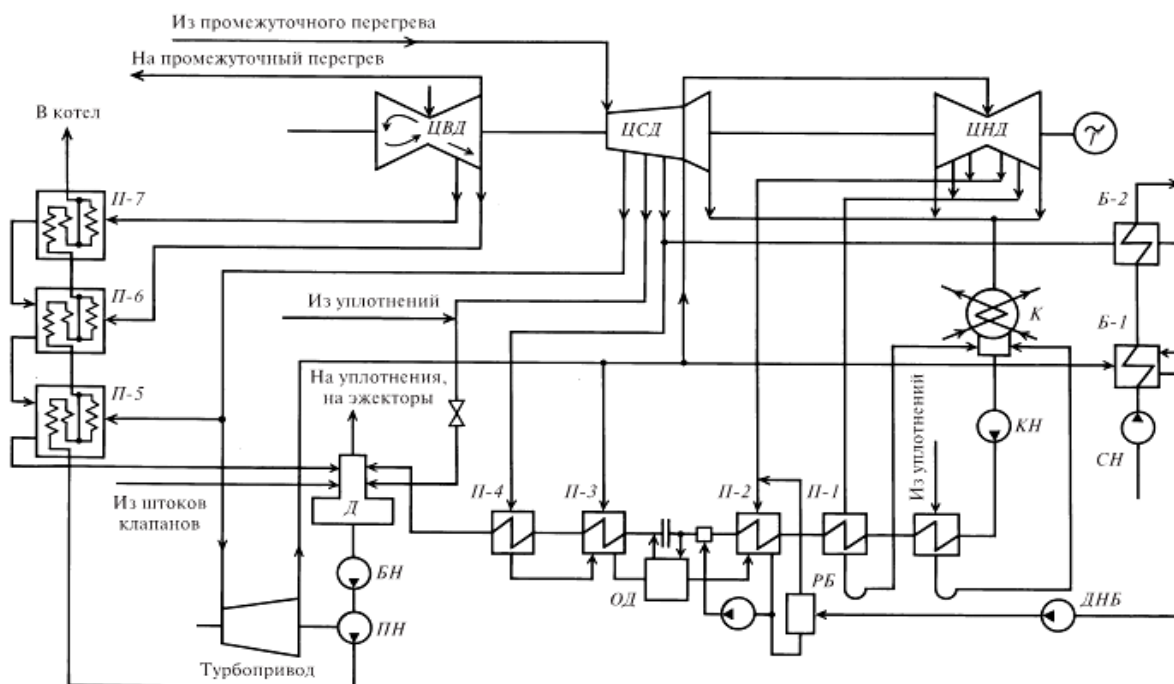 Из промежуточного перегрева
На промежуточный перегрев
В котел
ЦВД
ЦСД
ЦНД
П-7
Б-2
Из уплотнений
П-6
К
Б-1
На уплотнения,
на эжекторы
П-5
КН
Из уплотнений
СН
Из штоков
клапанов
Д
П-4
П-3
П-2
П-1
БН
ОД
РБ
ДНБ
ПН
Турбопривод